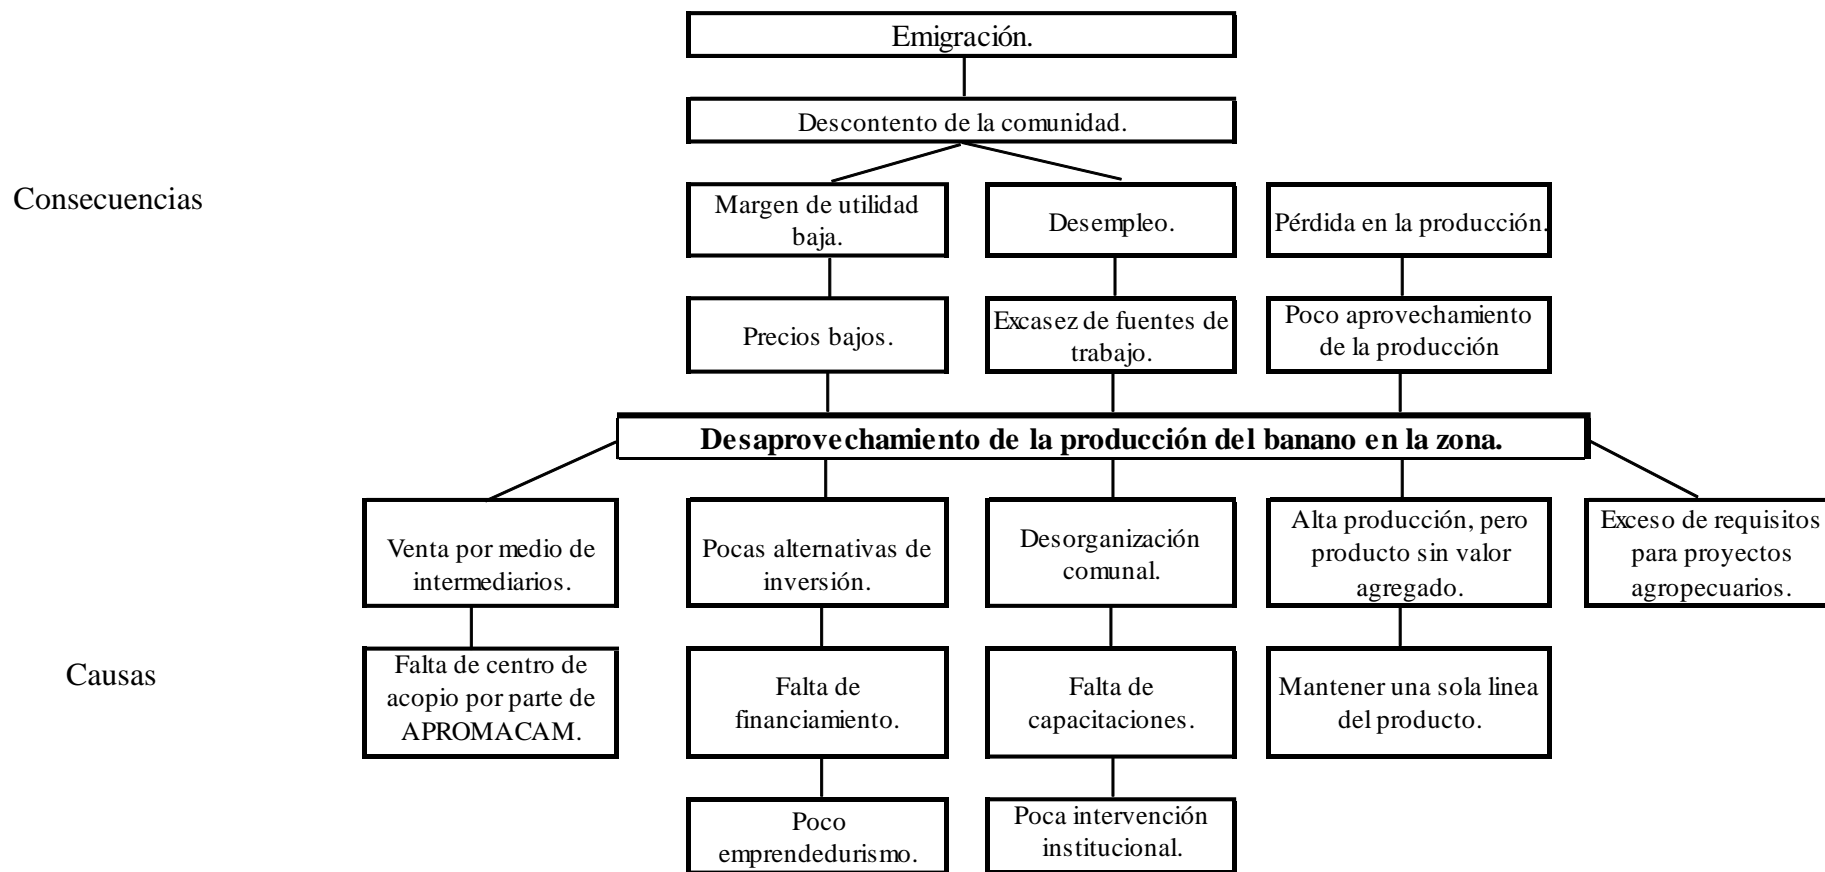 Emigración.
Descontento de la comunidad.
Consecuencias
Margen de utilidad
baja.
Desempleo.
Pérdida en la producción.
Precios bajos.
Excasez de fuentes de
trabajo.
Poco aprovechamiento
de la producción
Desaprovechamiento de la producción del banano en la zona.
Venta por medio de
intermediarios.
Pocas alternativas de
inversión.
Desorganización
comunal.
Alta producción, pero
producto sin valor
agregado.
Exceso de requisitos
para proyectos
agropecuarios.
Causas
Falta de centro de
acopio por parte de
APROMACAM.
Falta de
financiamiento.
Falta de
capacitaciones.
Mantener una sola linea
del producto.
Poco
emprendedurismo.
Poca intervención
institucional.